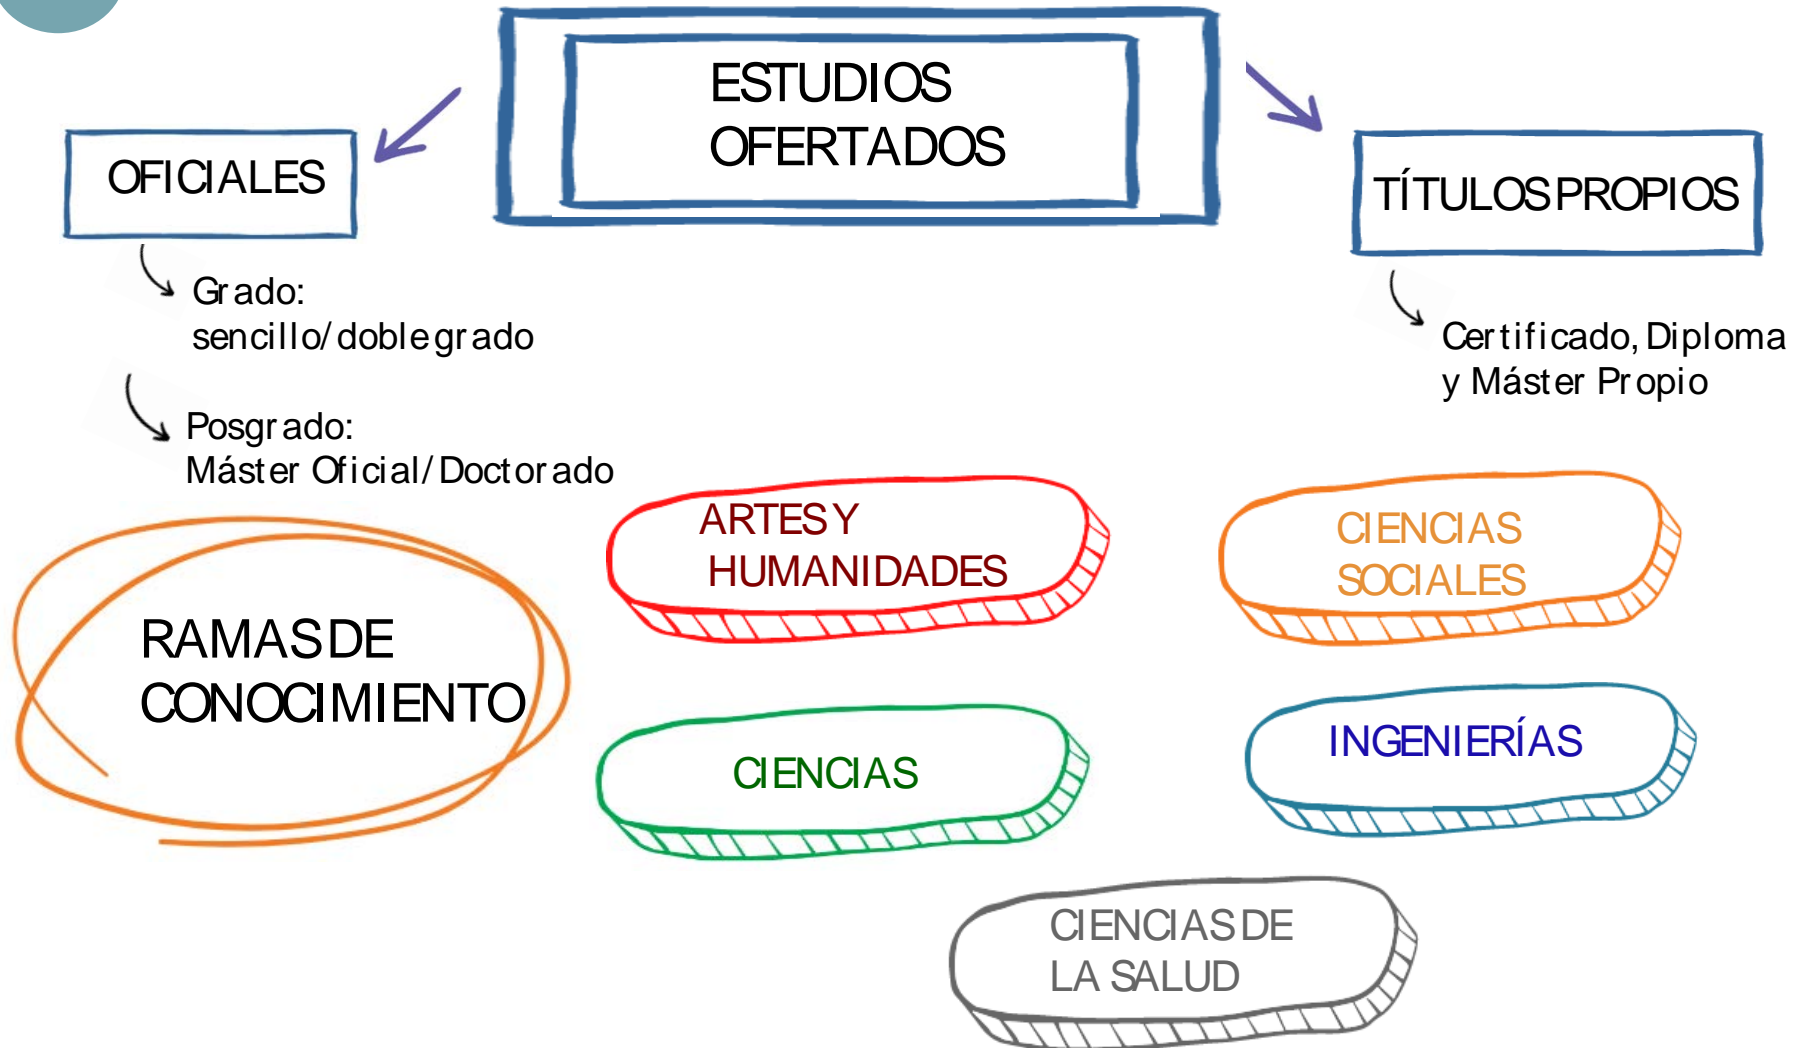 ESTUDIOS
OFERTADOS
OFICIALES
TÍTULOS PROPIOS
Grado:
sencillo/doble grado
Certificado, Diploma
y Máster Propio
Posgrado:
Máster Oficial/Doctorado
RAMAS DE
CONOCIMIENTO
ARTES Y
HUMANIDADES
CIENCIAS
SOCIALES
CIENCIAS
INGENIERÍAS
CIENCIAS DE
LA SALUD